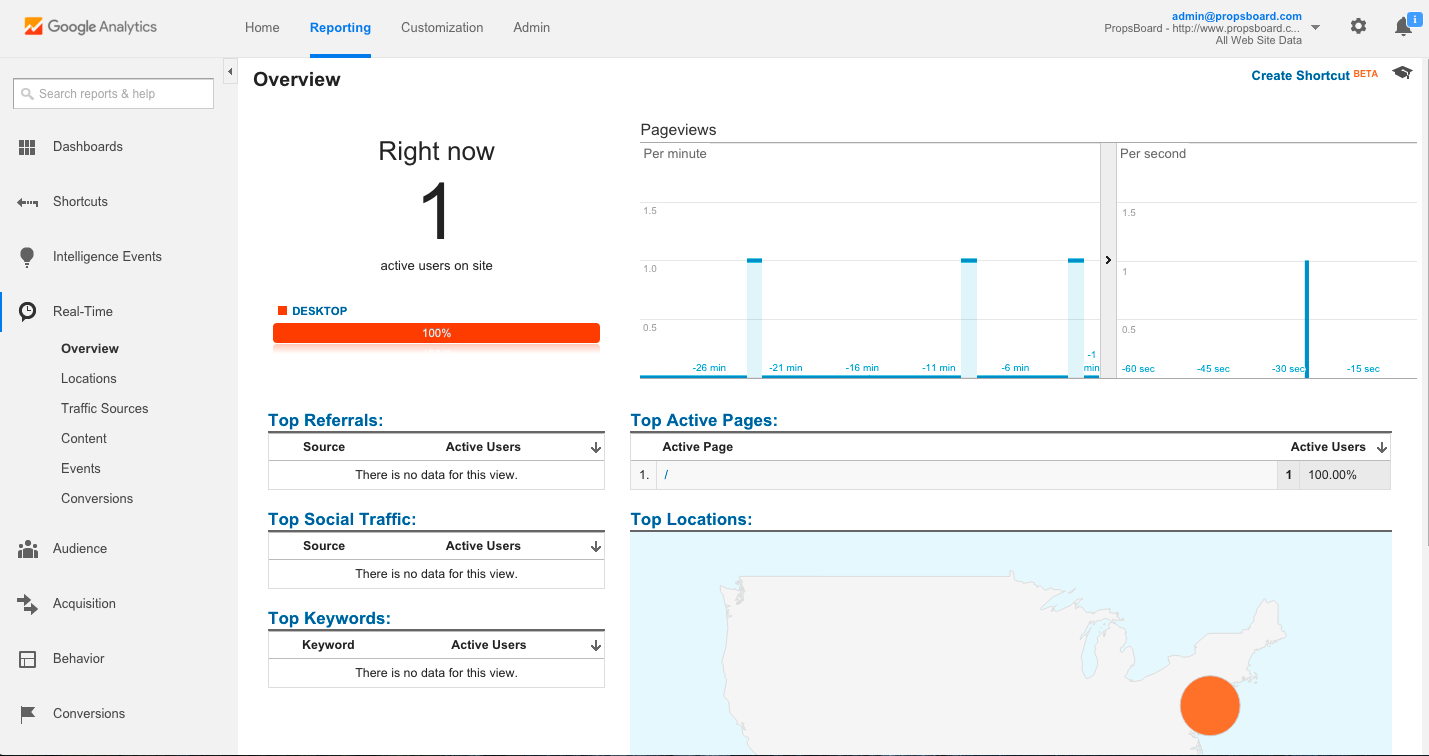 Google Analytics
Home
Reporting
Customization
Admin
admin@propsboard.com
PropsBoard - http://www.propsboard.c...
All Web Site Data
i
Search reports & help
Dashboards
Shortcuts
Intelligence Events
Real-Time
Overview
Locations
Traffic Sources
Content
Events
Conversions
Audience
Acquisition
Behavior
Conversions
Overview
Create Shortcut BETA
Right now
1
active users on site
DESKTOP
100%
Pageviews
Per minute
1.5
1.0
0.5
-26 min
-21 min
-16 min
-11 min
-6 min
-1
min
Per second
1.5
1
0.5
-60 sec
-45 sec
-30 sec
-15 sec
Top Referrals:
Source Active Users
There is no data for this view.
Top Active Pages:
Active Page Active Users
1. / 1 100.00%
Top Social Traffic:
Source Active Users
There is no data for this view.
Top Keywords:
Keyword Active Users
There is no data for this view.
Top Locations: